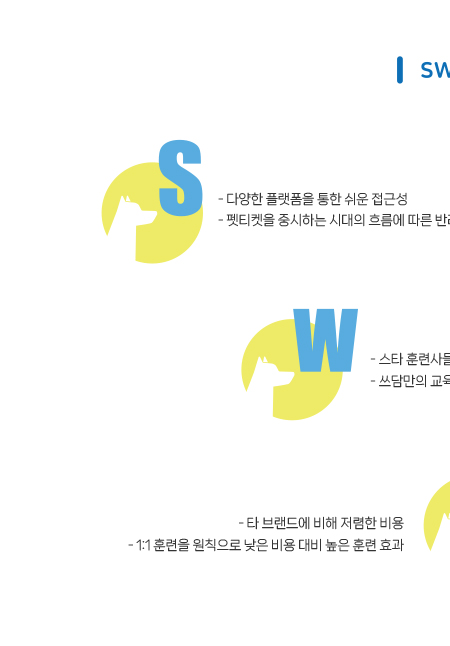 SW
S
- 다양한 플랫폼을 통한 쉬운 접근성
- 펫티켓을 중시하는 시대의 흐름에 따른
W
- 스타 훈련사들
- 쓰담만의 교육
- 타 브랜드에 비해 저렴한 비용
- 1:1 훈련을 원칙으로 낮은 비용 대비 높은 훈련 효과